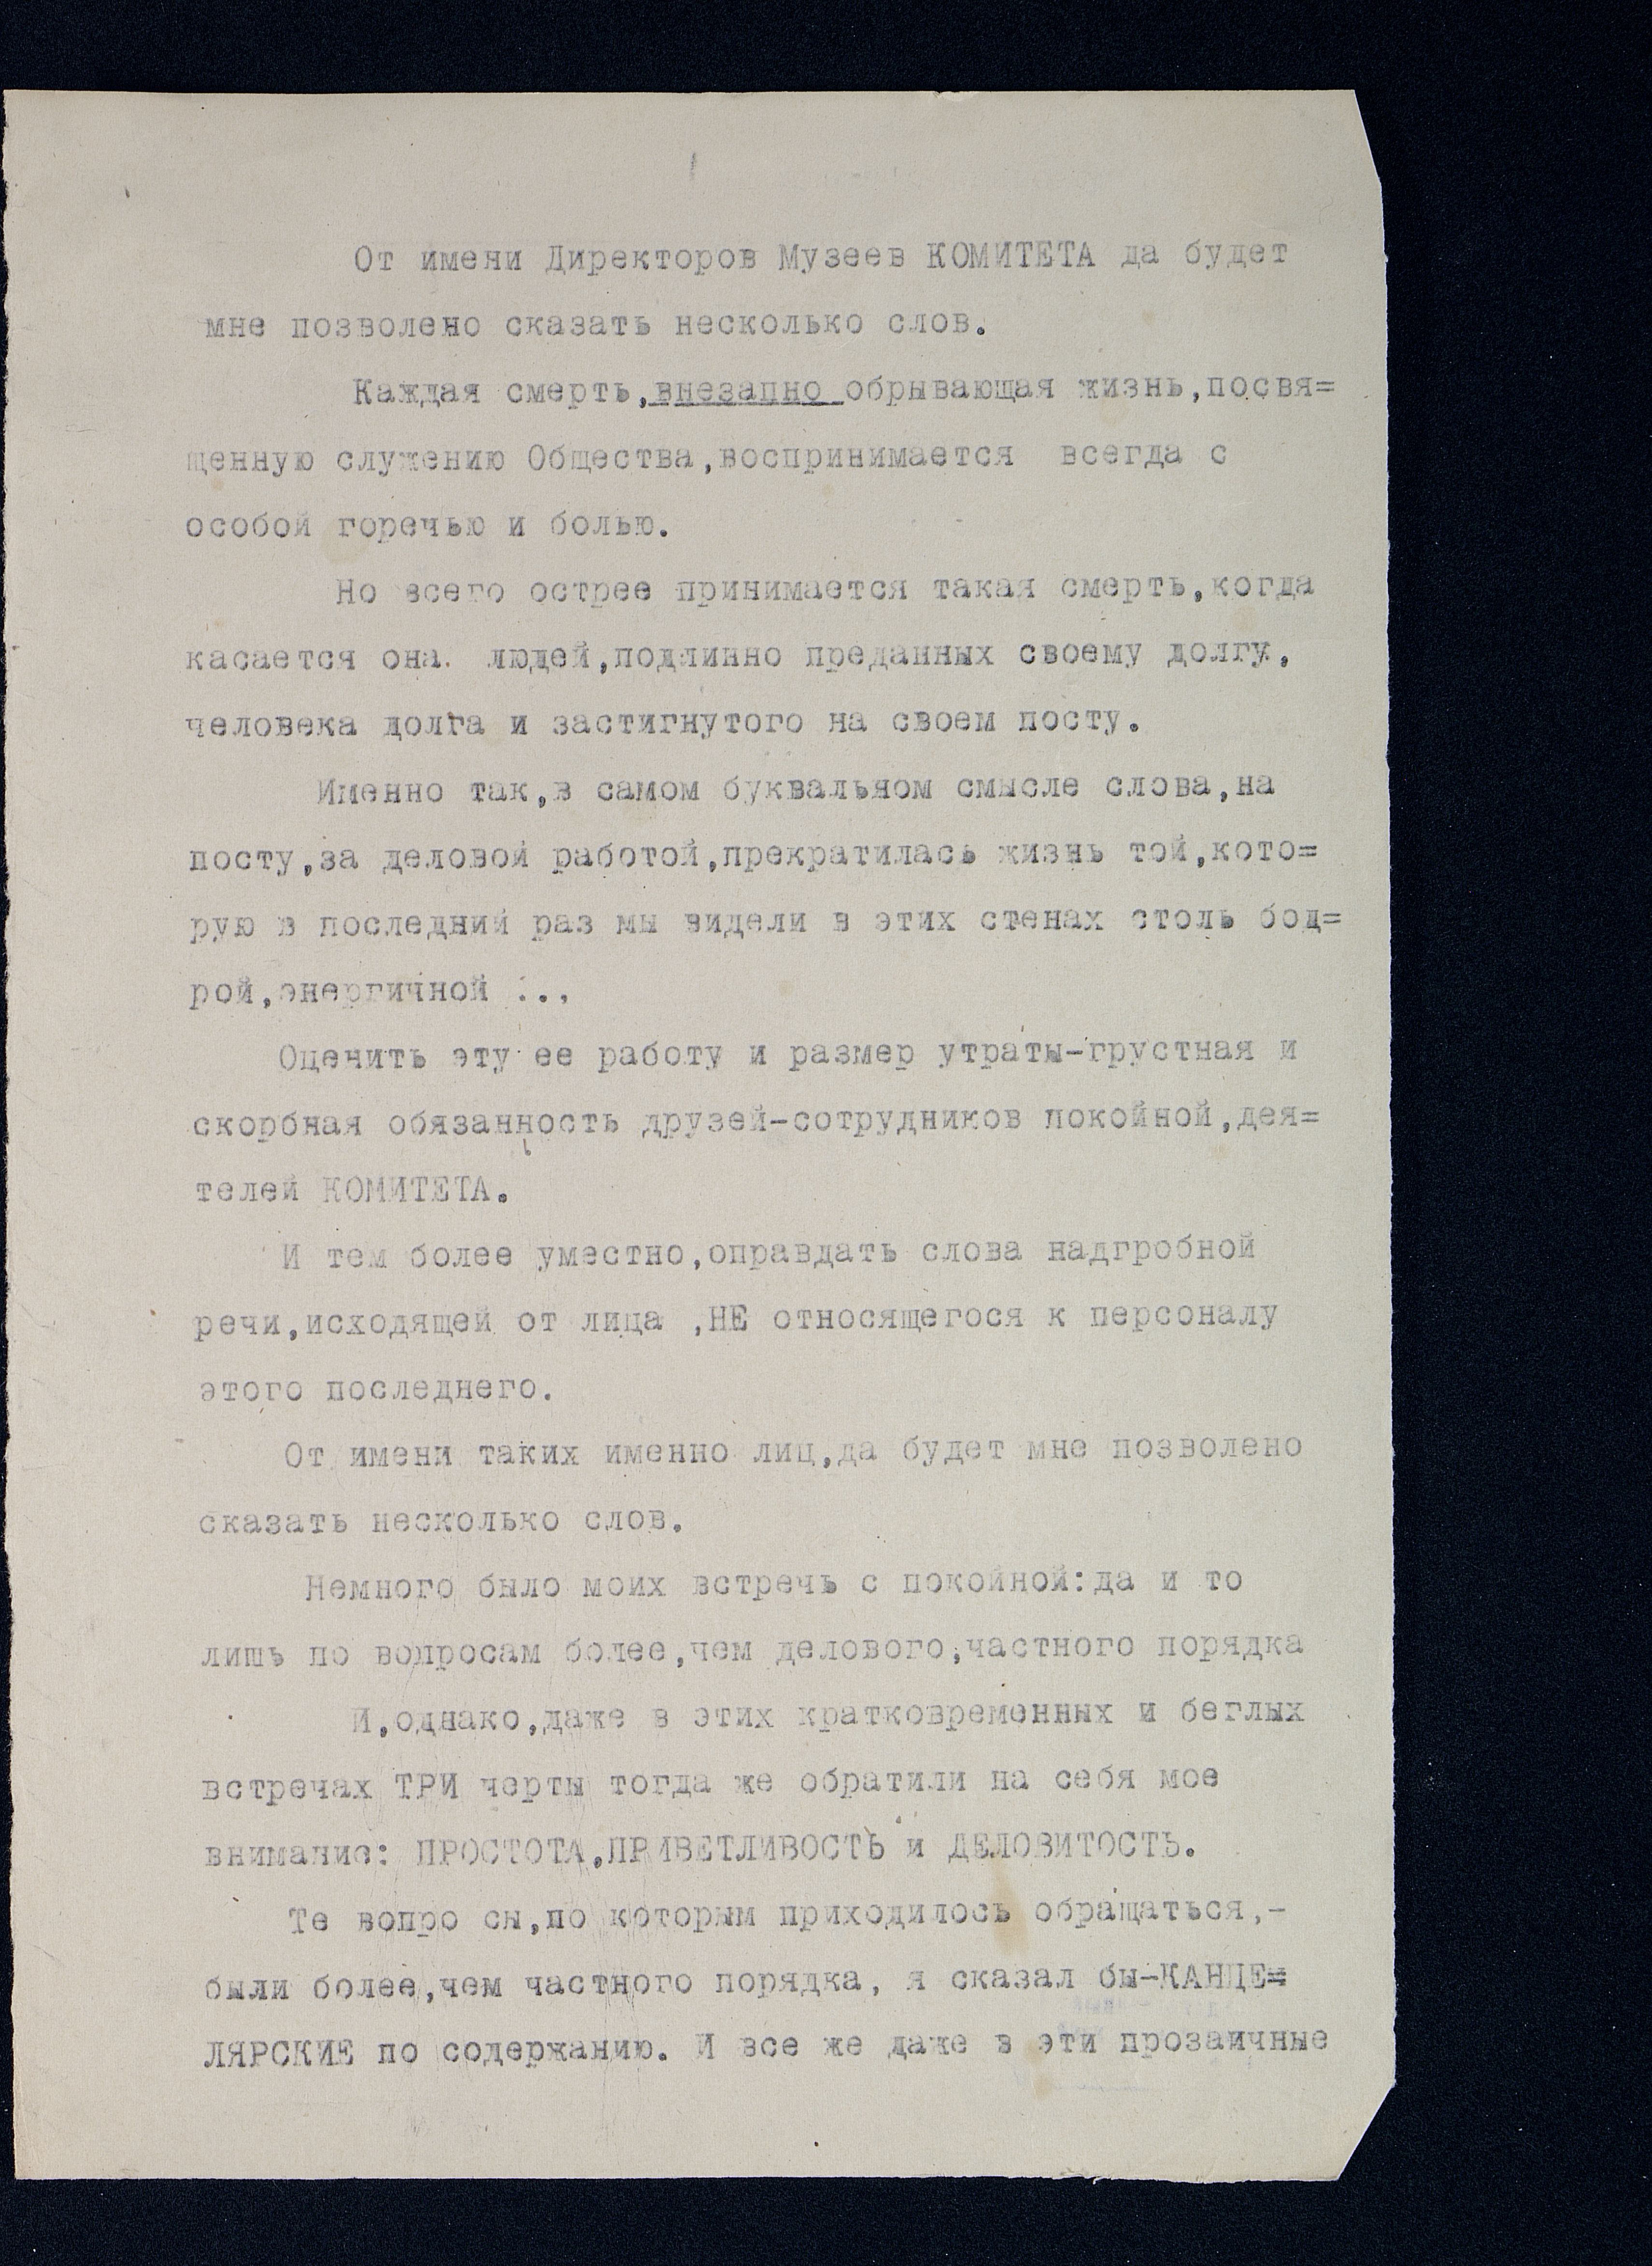 От имени Директоров Музеев КОМИТЕТА да будет
мне позволено сказать несколько слов.
Каждая смерть,внезапно обрывающая жизнь,посвя=
щенную служению Общества,воспринимается всегда с
особой горечью и болью.
Но всего острее принимается такая смерть,когда
касается она. людей,подлинно преданных своему долгу,
человека долга и застигнутого на своем посту.
Именно так,в самом буквальном смысле слова,на
посту,за деловой работой,прекратилась жизнь той,кото=
рую в последний раз мы видели в этих стенах столь бод=
рой,энергичной ...
Оценить эту ее работу и размер утраты-грустная и
скорбная обязанность друзей-сотрудников покойной,дея=
телей КОМИТЕТА.
И тем более уместно,оправдать слова надгробной
речи,исходящей от лица ,НЕ относящегося к персоналу
этого последнего.
От имени таких именно лиц,да будет мне позволено
сказать несколько слов.
Немного было моих встречь с покойной:да и то
лишь по вопросам более,чем делового,частного порядка
И,однако,даже в этих кратковременных и беглых
встречах ТРИ черты тогда же обратили на себя мое
внимание: ПРОСТОТА,ПРИВЕТЛИВОСТЬ и ДЕЛОВИТОСТЬ.
Те вопро сы,по которым приходилось обращаться,-
были более,чем частного порядка, я сказал бы-КАНЦЕ=
ЛЯРСКИЕ по содержанию. И все же даже в эти прозаичные